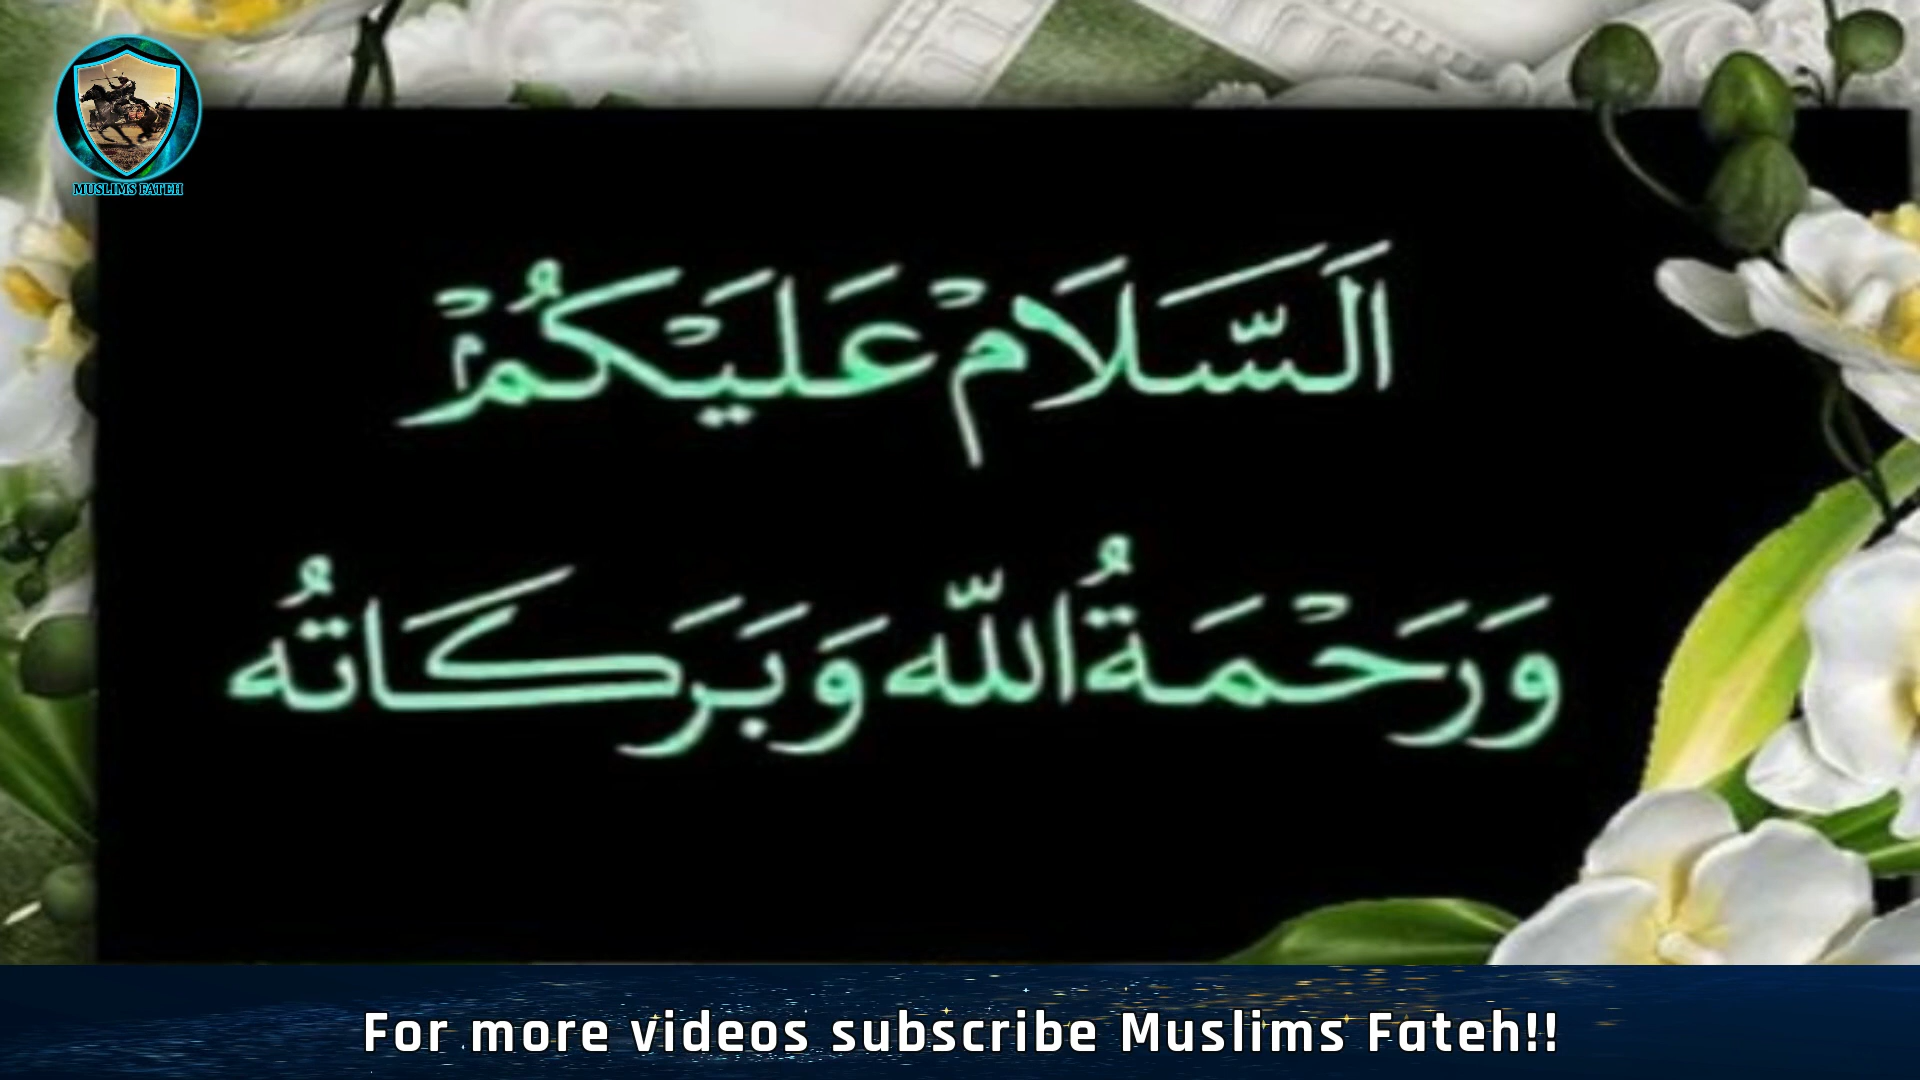 MUSLIMS FATEH
اَلسَّلَامْ عَلَيْكُمْ
وَرَحْمَةُ اللّه وَبَرَكَاتُه
For more videos subscribe Muslims Fateh!!